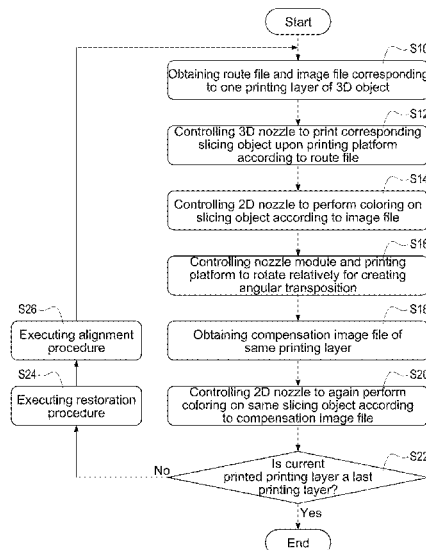 Start
S10
Obtaining route file and image file corresponding
to one printing layer of 3D object
S12
Controlling 3D nozzle to print corresponding
slicing object upon printing platform
according to route file
S14
Controlling 2D nozzle to perform coloring on
slicing object according to image file
S16
Controlling nozzle module and printing
platform to rotate relatively for creating
angular transposition
S18
Obtaining compensation image file of
same printing layer
S20
Controlling 2D nozzle to again perform
coloring on same slicing object according
to compensation image file
S22
Is current
printed printing layer a last
printing layer?
No
Yes
S24
Executing restoration
procedure
S26
Executing alignment
procedure
End